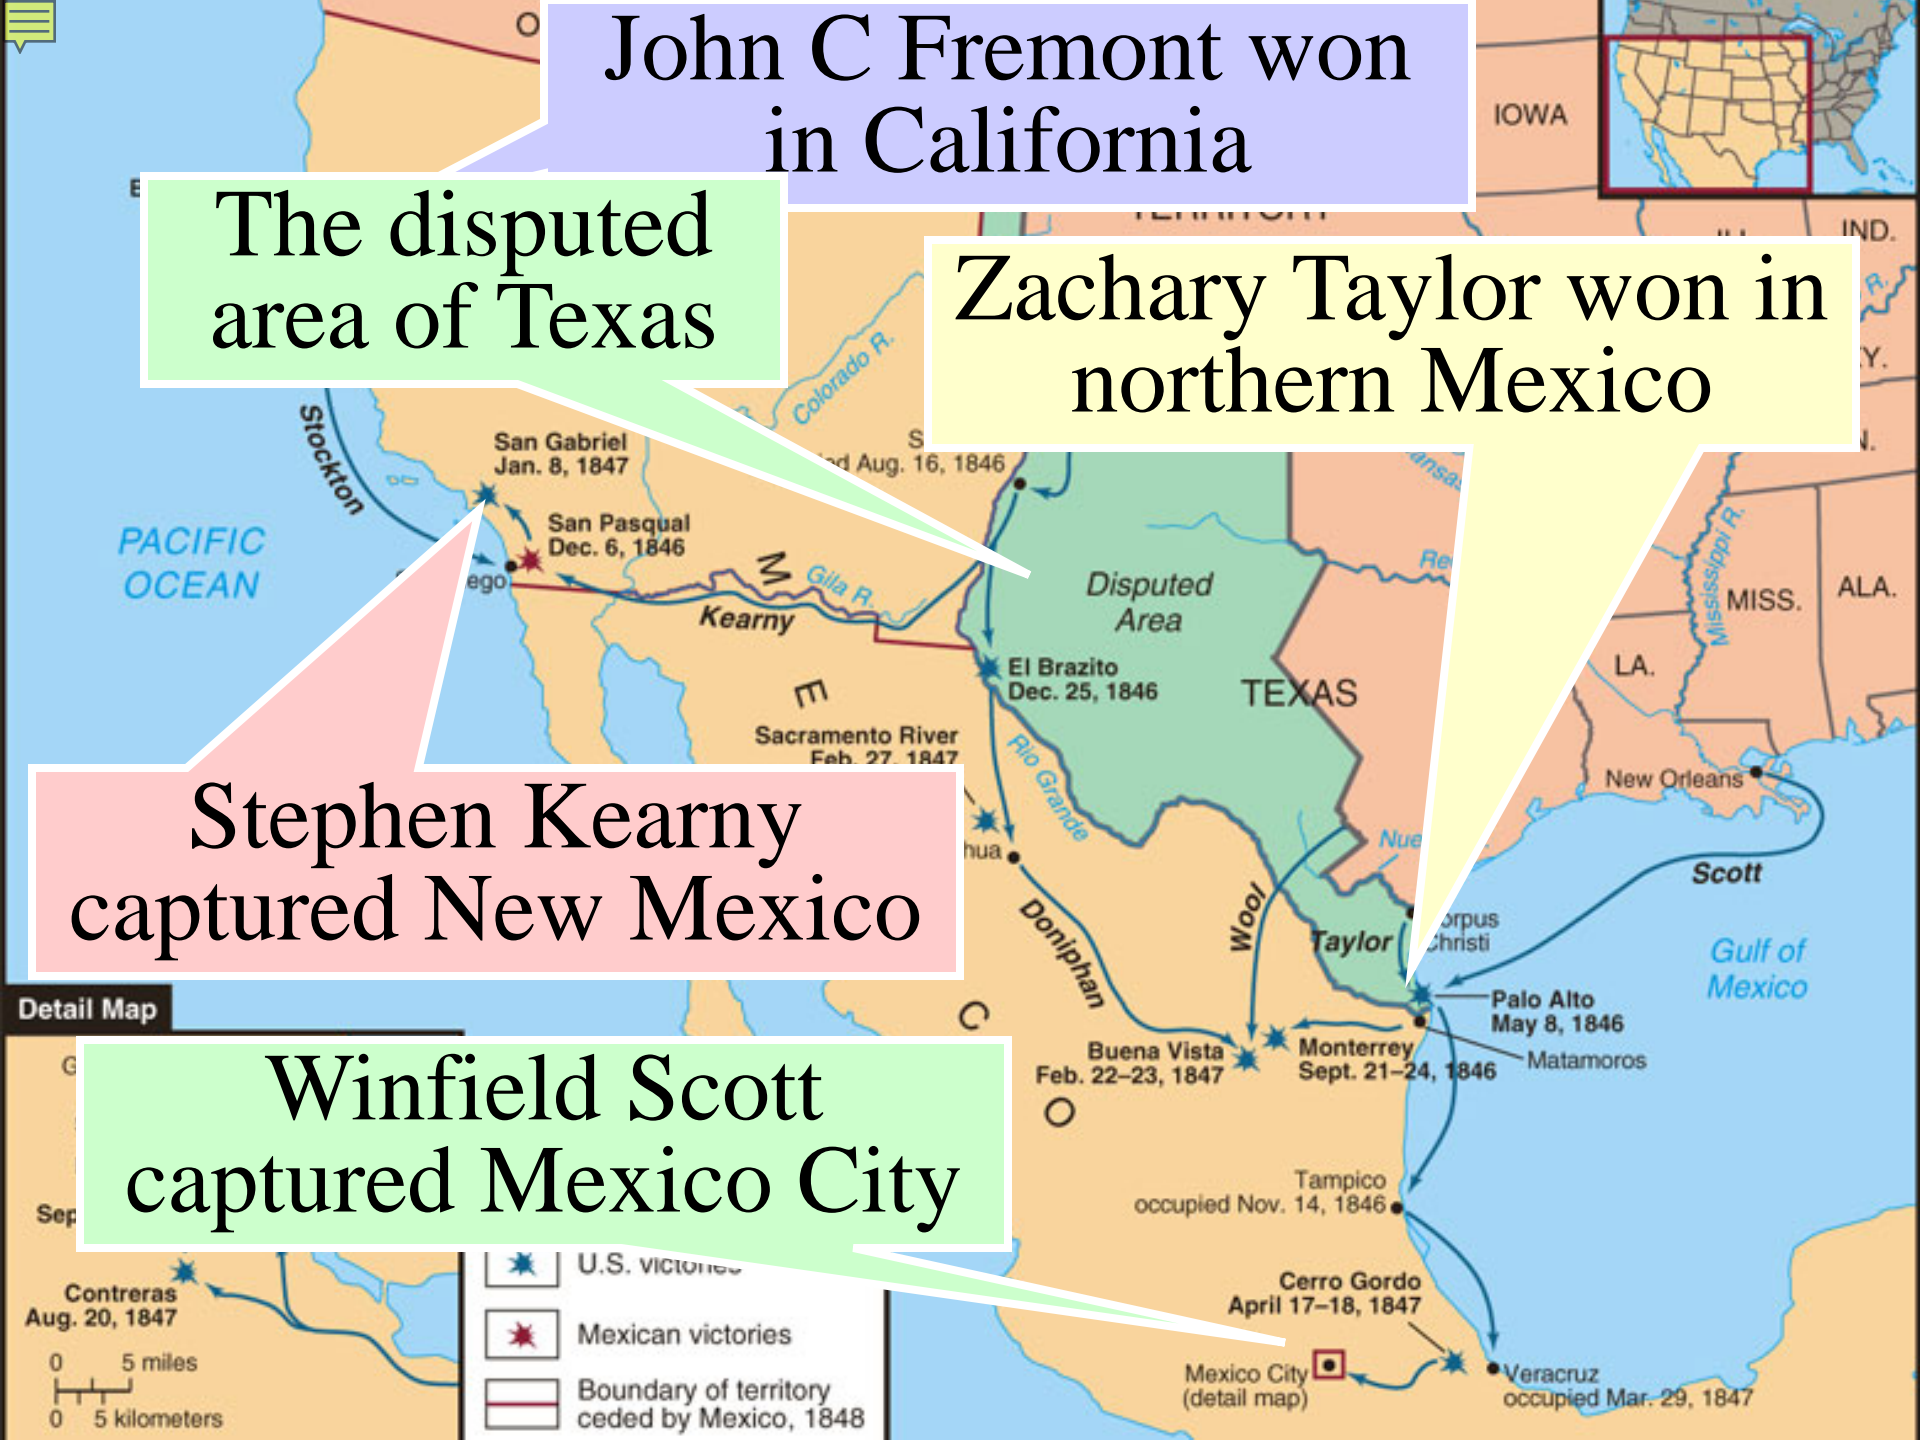 John C Fremont won
in California
The disputed
area of Texas
Zachary Taylor won in
northern Mexico
IOWA
TERRITORY
IND.
R.
Colorado R.
Aug. 16, 1846
Stockton
San Gabriel
Jan. 8, 1847
San Pasqual
Dec. 6, 1846
PACIFIC
OCEAN
M
Gila R.
Kearny
Disputed
Area
Mississippi R.
MISS.
ALA.
LA.
El Brazito
Dec. 25, 1846
TEXAS
E
Sacramento River
Feb. 27, 1847
Rio Grande
New Orleans
Stephen Kearny
captured New Mexico
Doniphan
Wool
Taylor
Scott
Gulf of
Mexico
Detail Map
C
Palo Alto
May 8, 1846
Matamoros
Buena Vista
Feb. 22–23, 1847
Monterrey
Sept. 21–24, 1846
O
Winfield Scott
captured Mexico City
Tampico
occupied Nov. 14, 1846
Contreras
Aug. 20, 1847
0 5 miles
0 5 kilometers
U.S. victories
Mexican victories
Boundary of territory
ceded by Mexico, 1848
Cerro Gordo
April 17–18, 1847
Mexico City
(detail map)
Veracruz
occupied Mar. 29, 1847